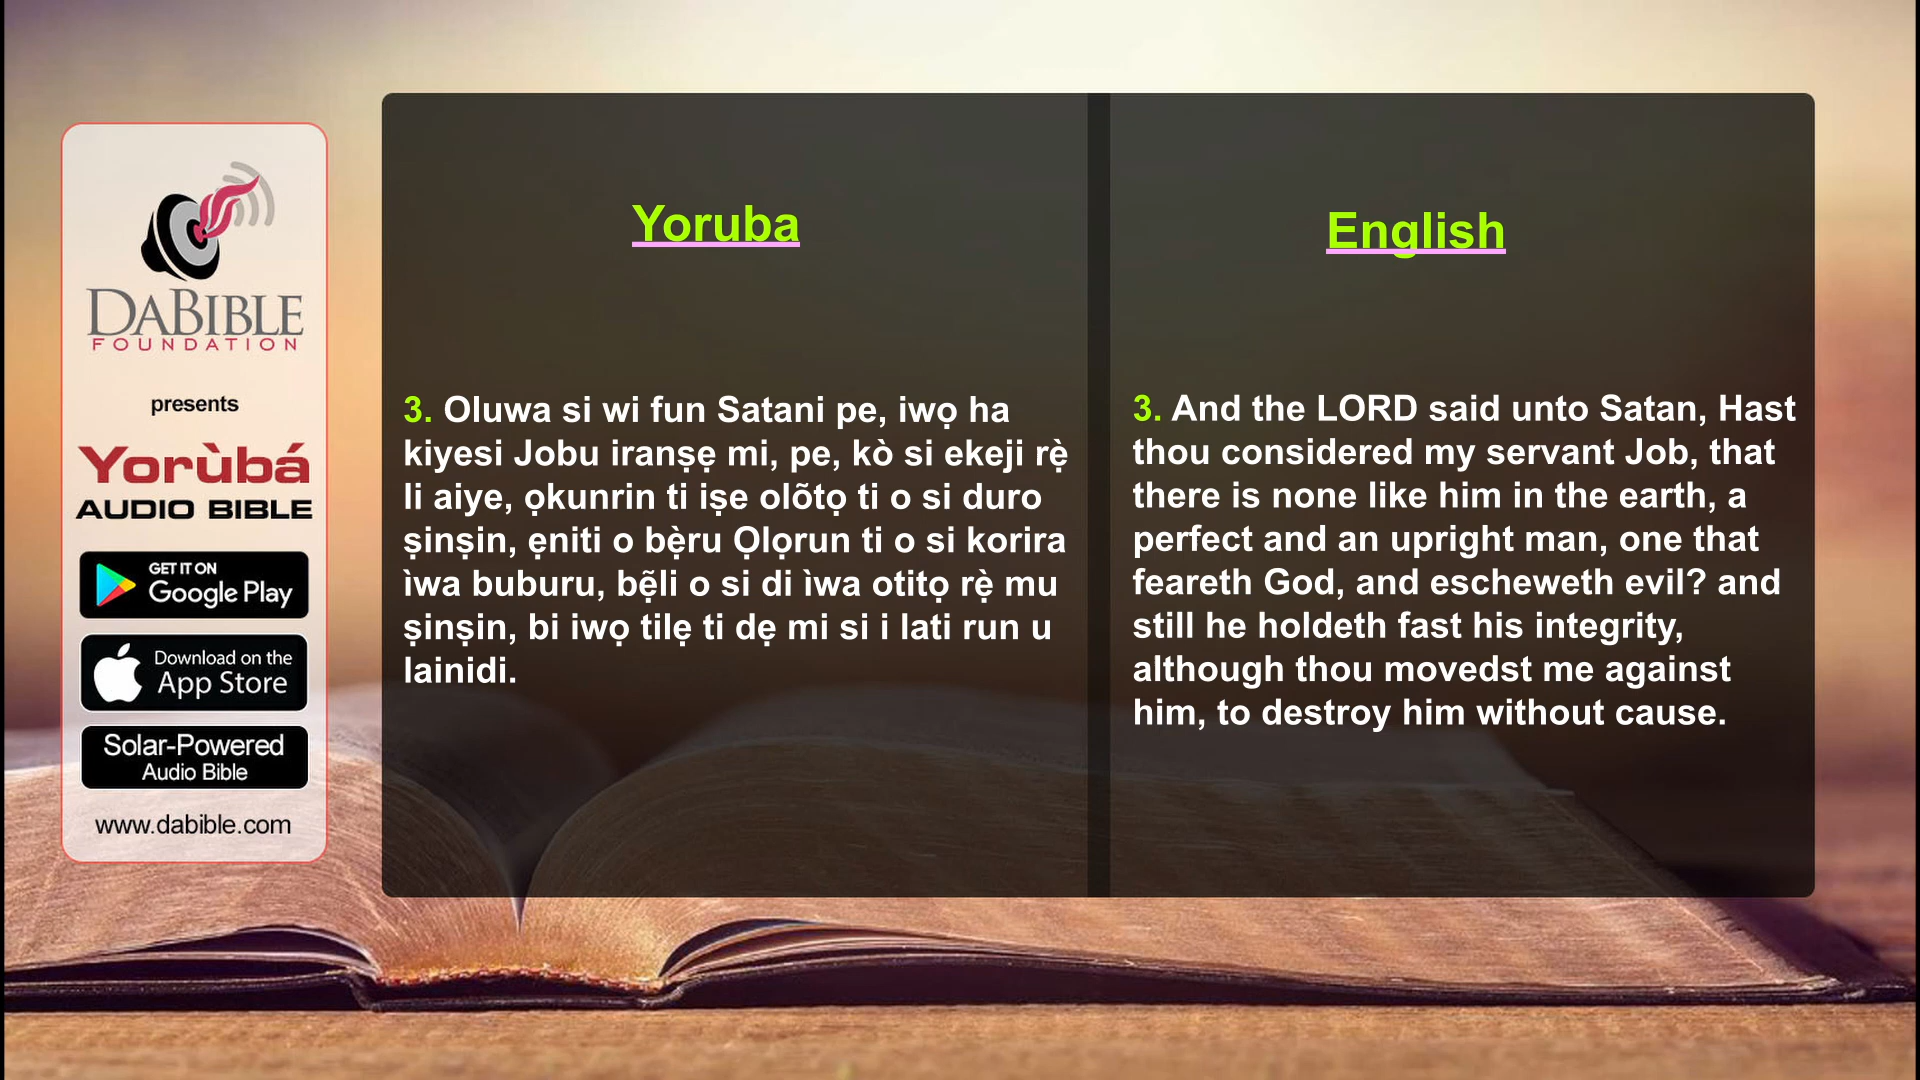 DABIBLE
FOUNDATION
presents
Yorùbá
AUDIO BIBLE
GET IT ON
Google Play
Download on the
App Store
Solar-Powered
Audio Bible
www.dabible.com
Yoruba
3. Oluwa si wi fun Satani pe, iwọ ha
kiyesi Jobu iranṣẹ mi, pe, kò si ekeji rẹ̀
li aiye, ọkunrin ti iṣe olõtọ ti o si duro
ṣinṣin, ẹniti o bẹ̀ru Ọlọrun ti o si korira
ìwa buburu, bẹ̃li o si di ìwa otitọ rẹ̀ mu
ṣinṣin, bi iwọ tilẹ ti dẹ mi si i lati run u
lainidi.
English
3. And the LORD said unto Satan, Hast
thou considered my servant Job, that
there is none like him in the earth, a
perfect and an upright man, one that
feareth God, and escheweth evil? and
still he holdeth fast his integrity,
although thou movedst me against
him, to destroy him without cause.